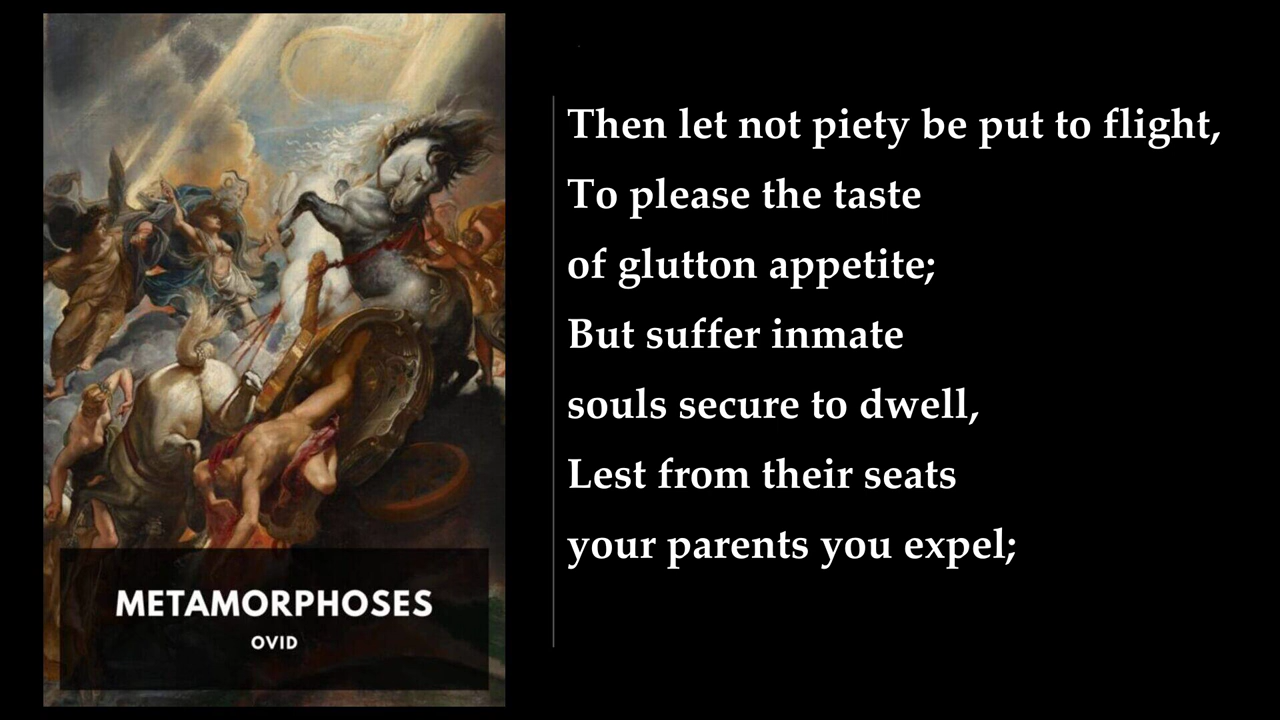 METAMORPHOSES
OVID
Then let not piety be put to flight,
To please the taste
of glutton appetite;
But suffer inmate
souls secure to dwell,
Lest from their seats
your parents you expel;